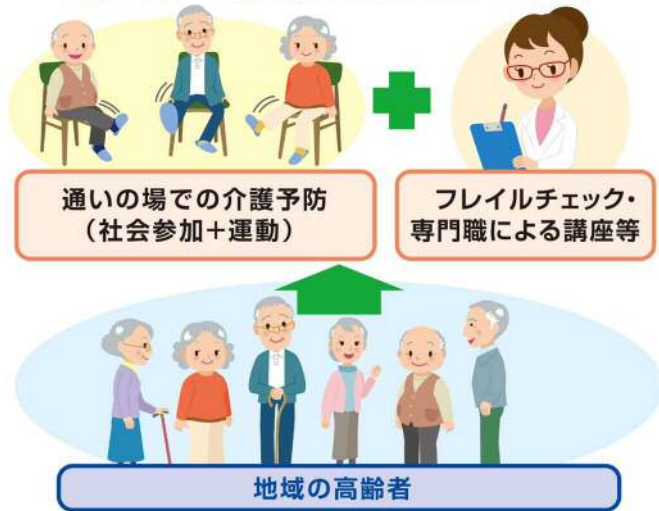 通いの場での介護予防
（社会参加＋運動）
フレイルチェック・
専門職による講座等
地域の高齢者